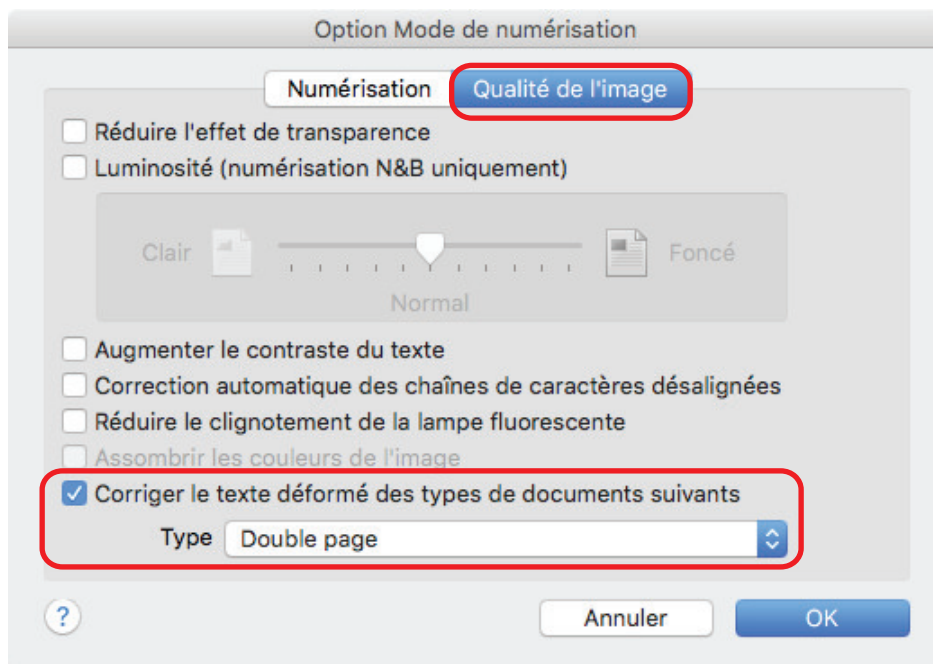 Option Mode de numérisation
Numérisation Qualité de l'image
Réduire l'effet de transparence
Luminosité (numérisation N&B uniquement)
Clair Foncé
Normal
Augmenter le contraste du texte
Correction automatique des chaînes de caractères désalignées
Réduire le clignotement de la lampe fluorescente
Assombrir les couleurs de l'image
Corriger le texte déformé des types de documents suivants
Type Double page
? Annuler OK